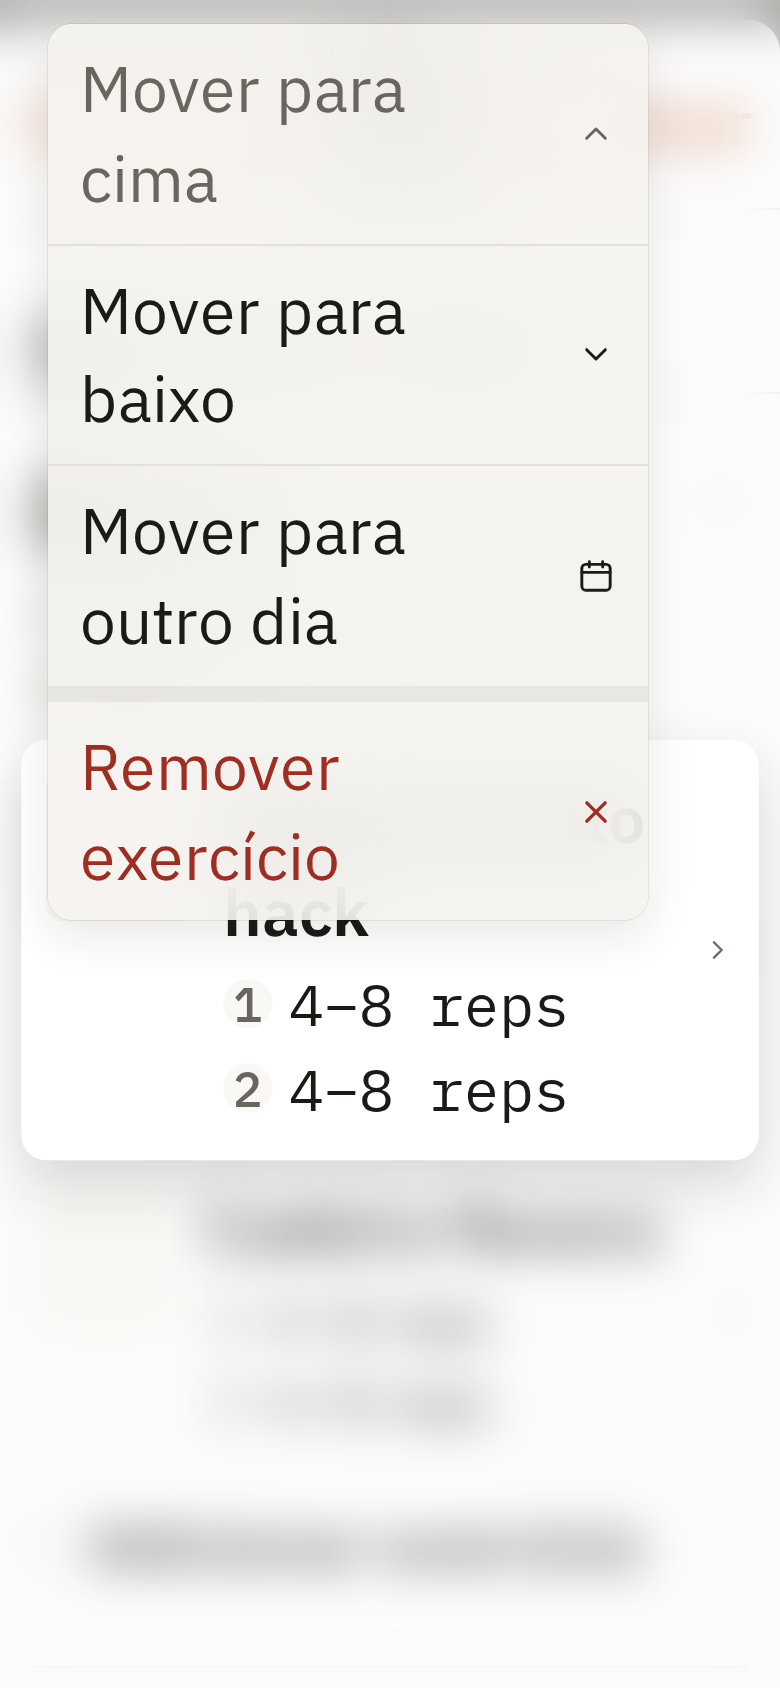 Mover para
cima
Mover para
baixo
Mover para
outro dia
Remover
exercício
hack
1 4–8 reps
2 4–8 reps